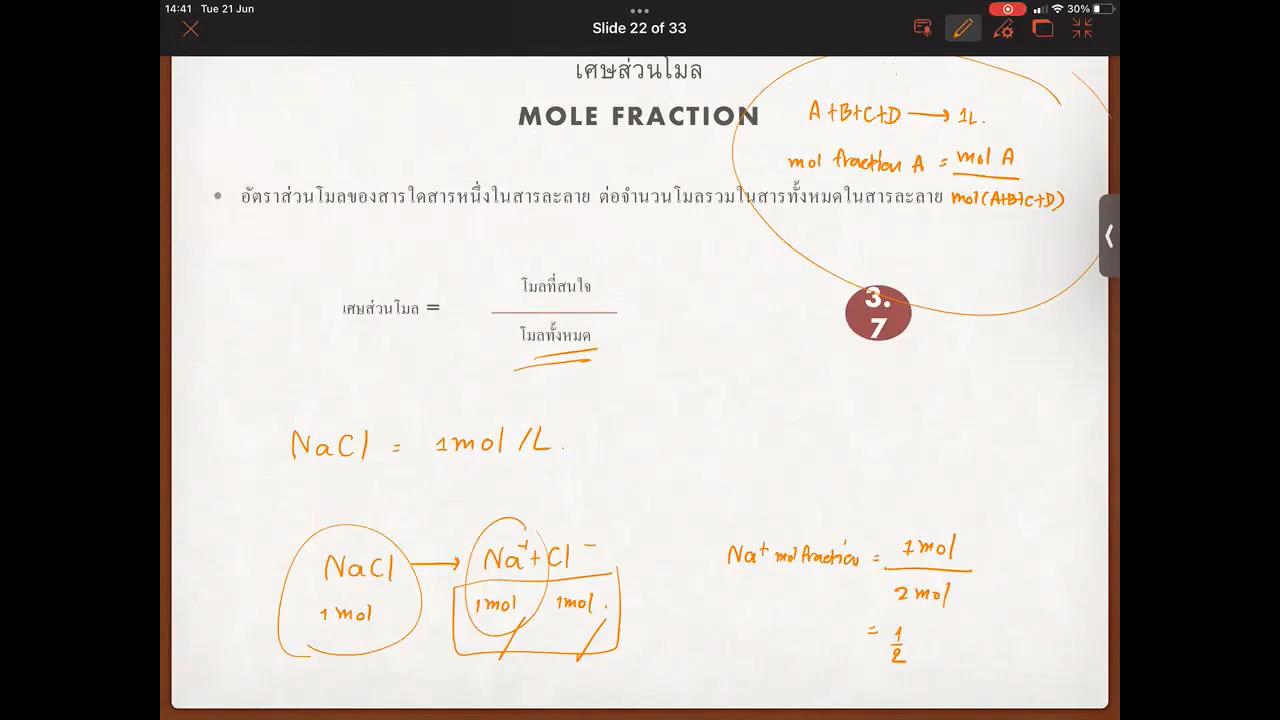 14:41 Tue 21 Jun
30%
Slide 22 of 33
เศษส่วนโมล
MOLE FRACTION
A+B+C+D → 1L.
mol fraction A = mol A
mol(A+B+C+D)
• อัตราส่วนโมลของสารใดสารหนึ่งในสารละลาย ต่อจำนวนโมลรวมในสารทั้งหมดในสารละลาย
เศษส่วนโมล =
โมลที่สนใจ
โมลทั้งหมด
3.
7
NaCl = 1mol/L.
NaCl → Na⁺ + Cl⁻
1 mol 1mol 1mol.
Na⁺ mol fraction = 1mol
2 mol
= 1
2